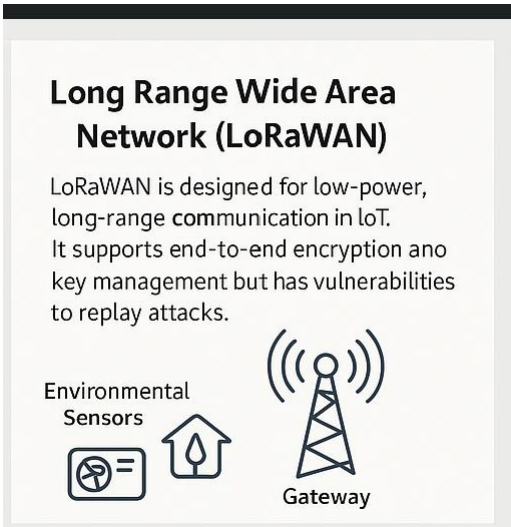 Long Range Wide Area
Network (LoRaWAN)
LoRaWAN is designed for low-power,
long-range communication in loT.
It supports end-to-end encryption ano
key management but has vulnerabilities
to replay attacks.
Environmental
Sensors
Gateway